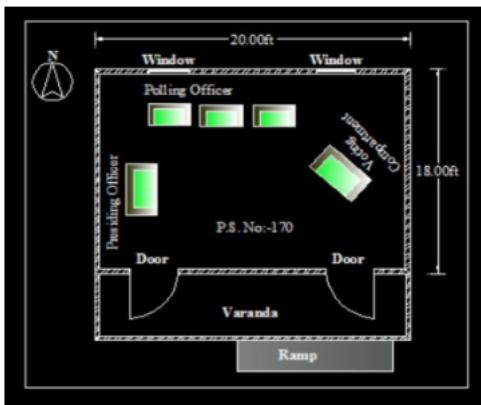 20.00ft
N
Window
Window
Polling Officer
Voting
Compartment
18.00ft
Presiding Officer
P.S. No:-170
Door
Door
Varanda
Ramp